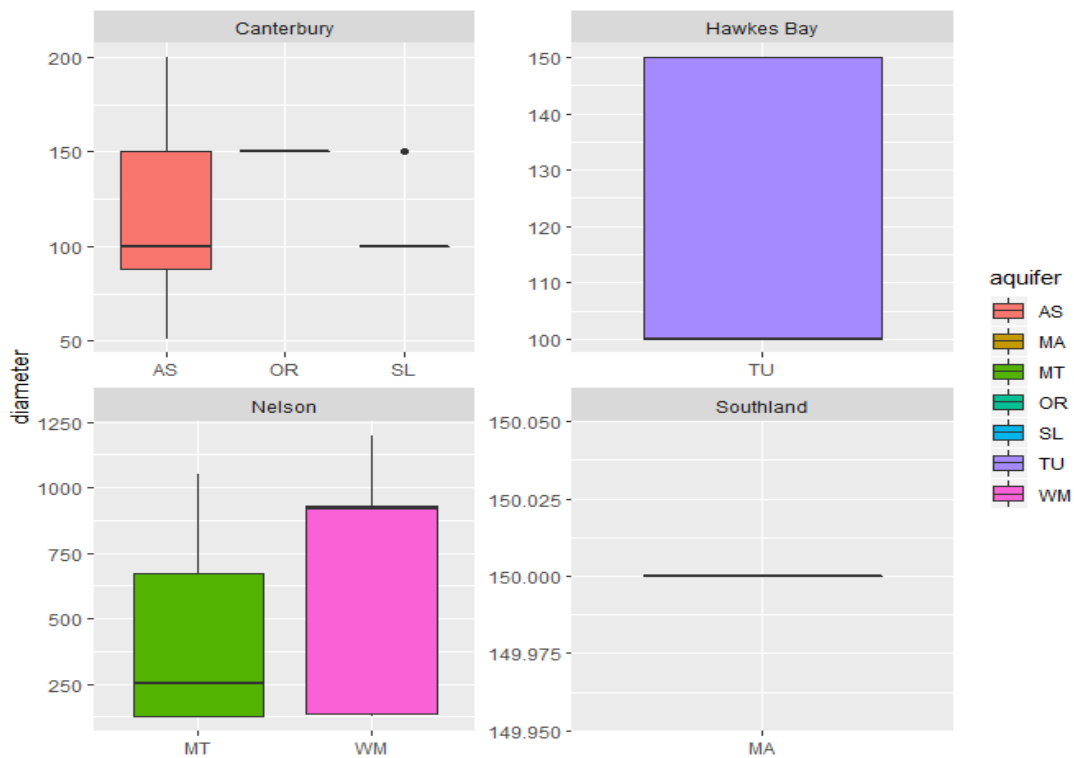 Canterbury
200
150
100
50
AS OR SL
Hawkes Bay
150
140
130
120
110
100
TU
diameter
Nelson
1250
1000
750
500
250
MT WM
Southland
150.050
150.025
150.000
149.975
149.950
MA
aquifer
AS
MA
MT
OR
SL
TU
WM